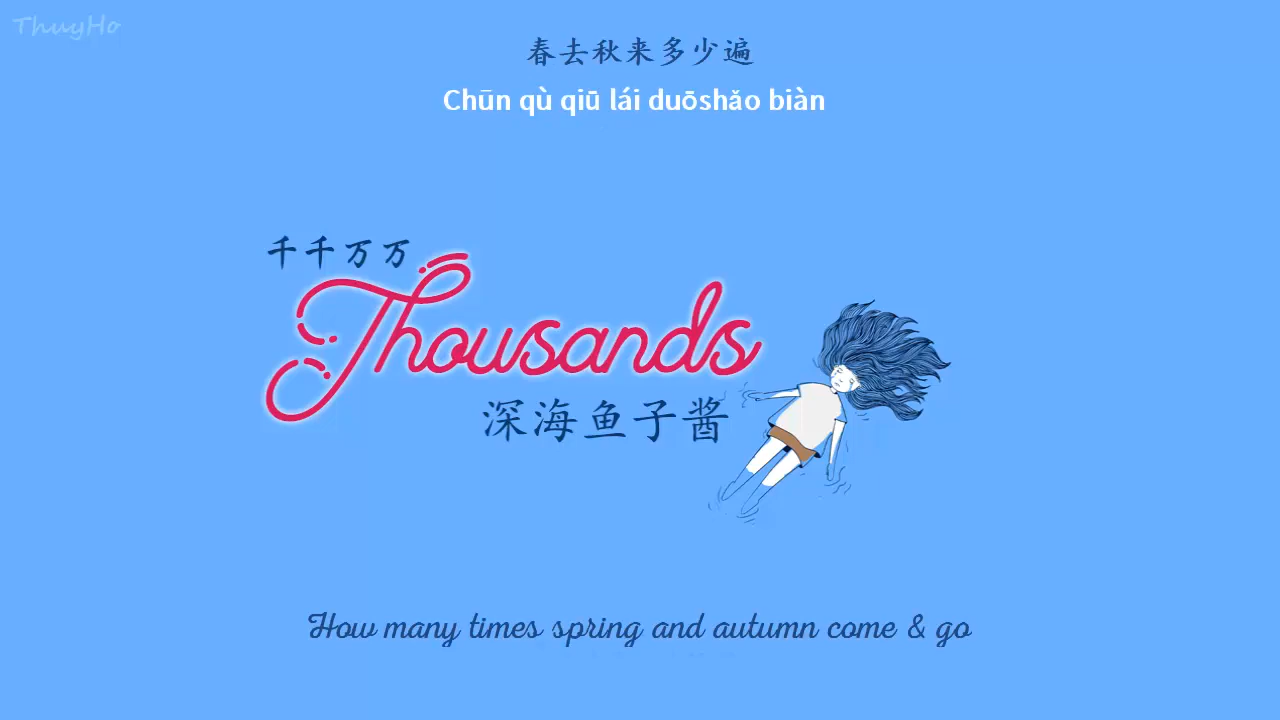 ThuyHo
春去秋来多少遍
Chūn qù qiū lái duōshǎo biàn
千千万万
Thousands
深海鱼子酱
How many times spring and autumn come & go